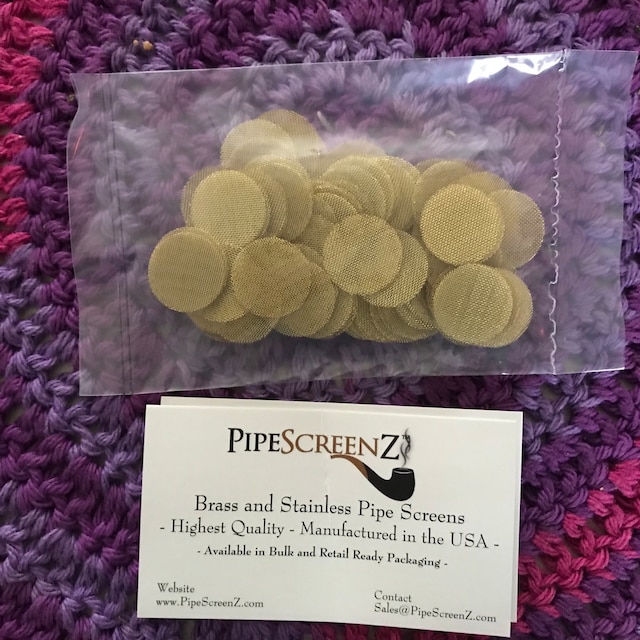 PIPESCREENZ
Brass and Stainless Pipe Screens
- Highest Quality - Manufactured in the USA -
- Available in Bulk and Retail Ready Packaging -
Website
www.PipeScreenZ.com
Contact
Sales@PipeScreenZ.com